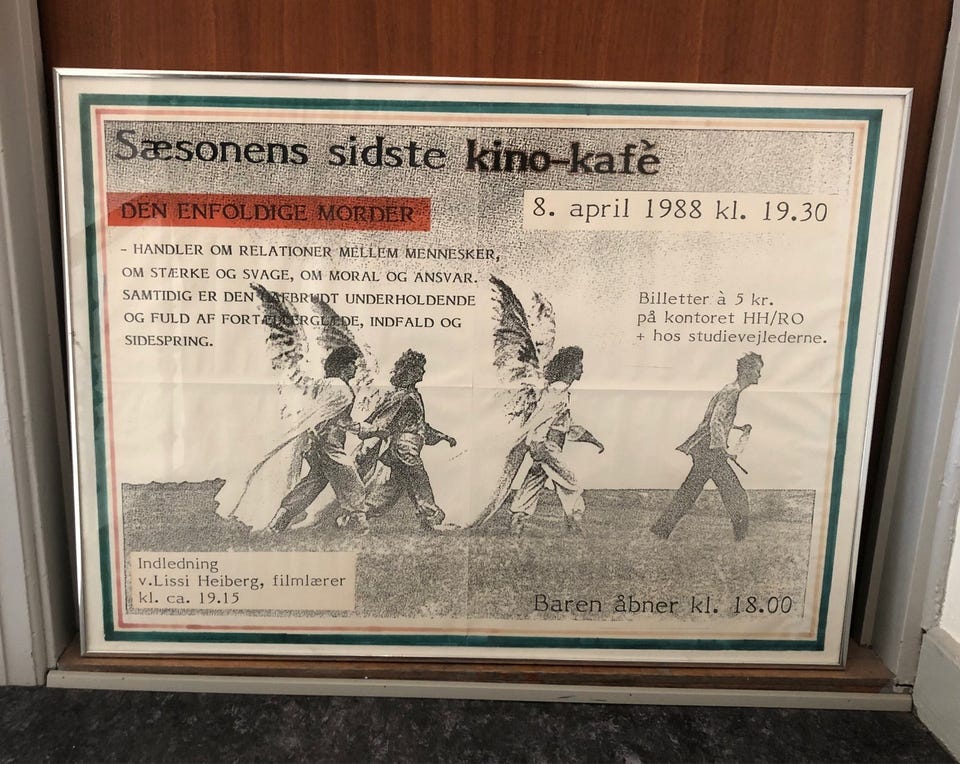 Sæsonens sidste kino-kafè
DEN ENFOLDIGE MORDER
8. april 1988 kl. 19.30
- HANDLER OM RELATIONER MELLEM MENNESKER,
OM STÆRKE OG SVAGE, OM MORAL OG ANSVAR.
SAMTIDIG ER DEN UAFBRUDT UNDERHOLDENDE
OG FULD AF FORTÆLLERGLÆDE, INDFALD OG
SIDESPRING.
Billetter à 5 kr.
på kontoret HH/RO
+ hos studievejlederne.
Indledning
v.Lissi Heiberg, filmlærer
kl. ca. 19.15
Baren åbner kl. 18.00